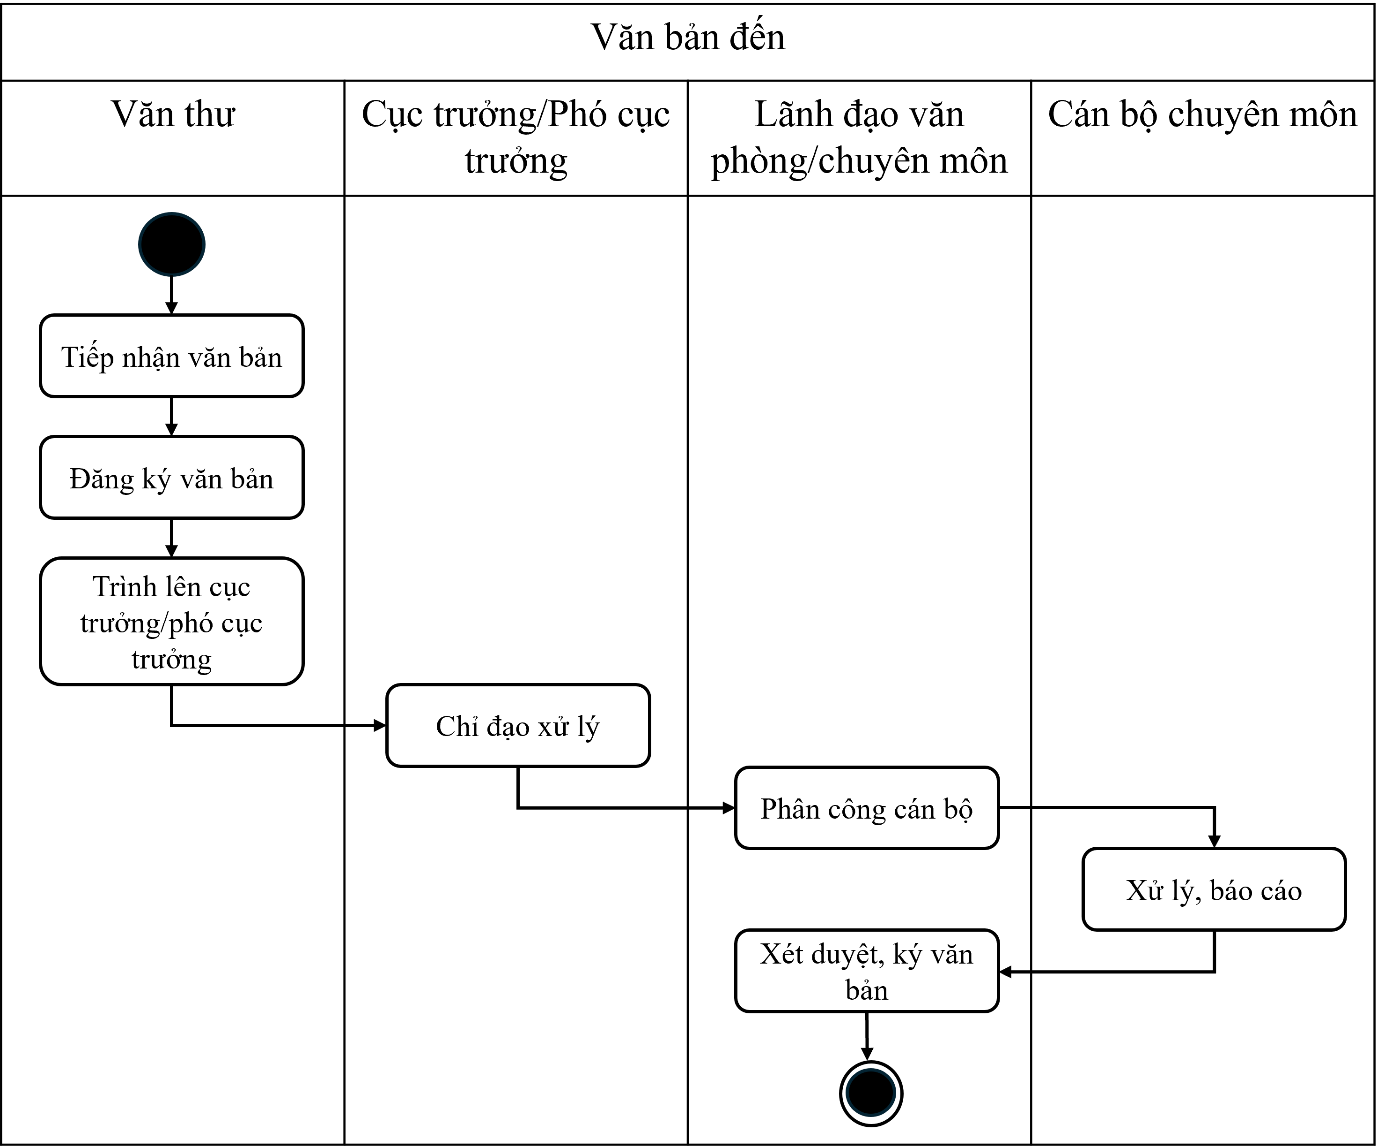 Văn bản đến
Văn thư
Cục trưởng/Phó cục
trưởng
Lãnh đạo văn
phòng/chuyên môn
Cán bộ chuyên môn
Tiếp nhận văn bản
Đăng ký văn bản
Trình lên cục
trưởng/phó cục
trưởng
Chỉ đạo xử lý
Phân công cán bộ
Xử lý, báo cáo
Xét duyệt, ký văn
bản